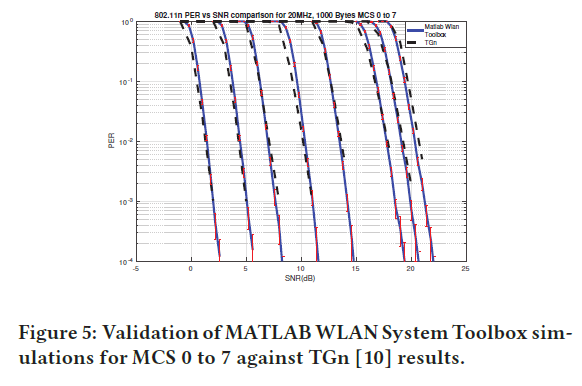 802.11n PER vs SNR comparison for 20MHz, 1000 Bytes MCS 0 to 7
Matlab Wlan
Toolbox
TGn
PER
10^0
10^-1
10^-2
10^-3
10^-4
-5 0 5 10 15 20 25
SNR(dB)
Figure 5: Validation of MATLAB WLAN System Toolbox sim-
ulations for MCS 0 to 7 against TGn [10] results.